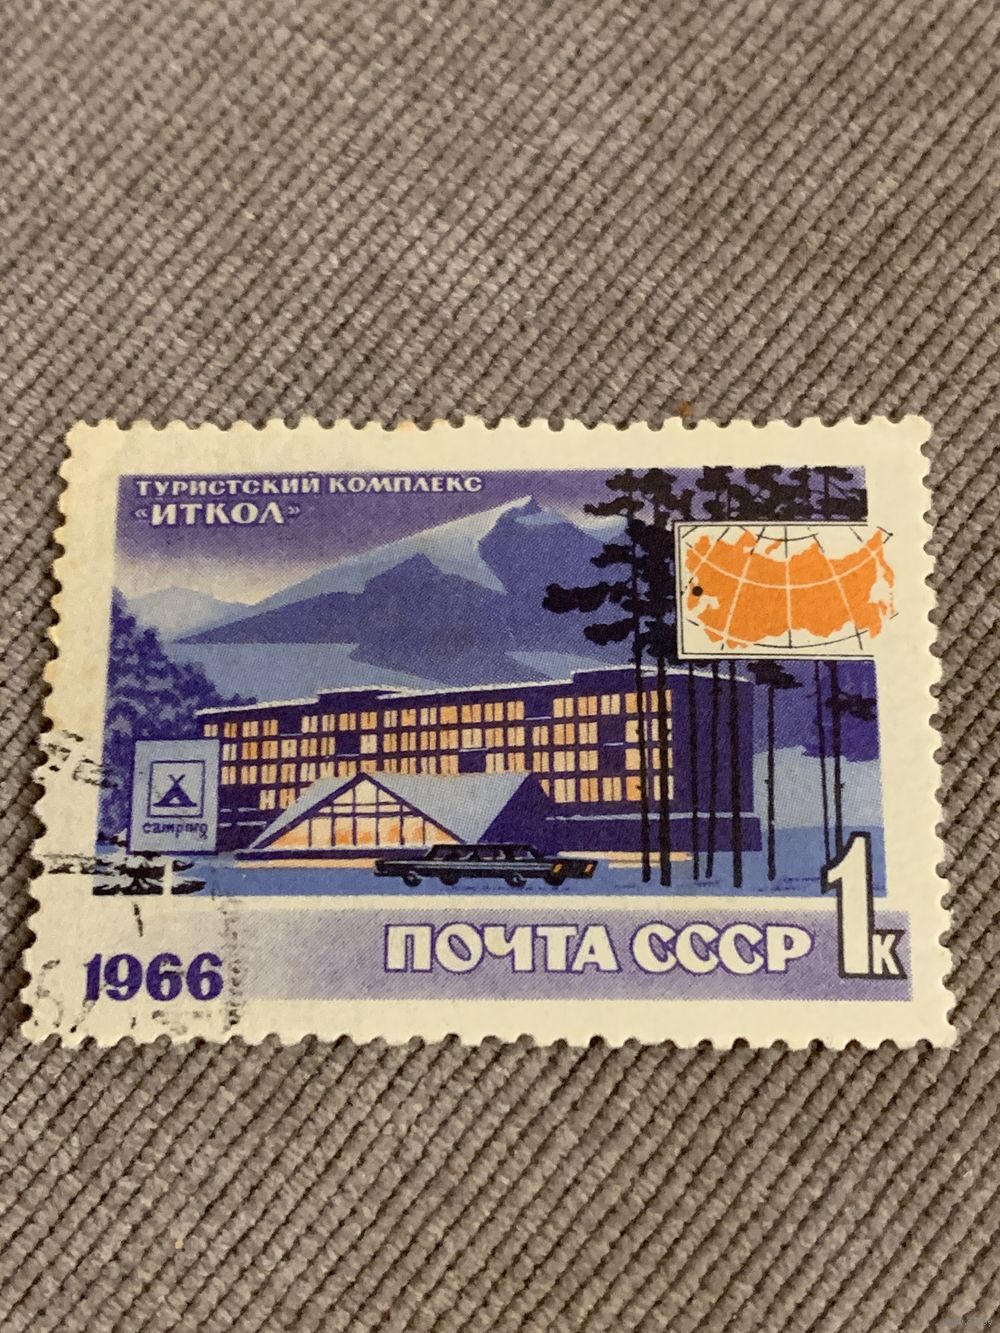 ТУРИСТСКИЙ КОМПЛЕКС
«ИТКОЛ»
camping
1к
ПОЧТА СССР
1966